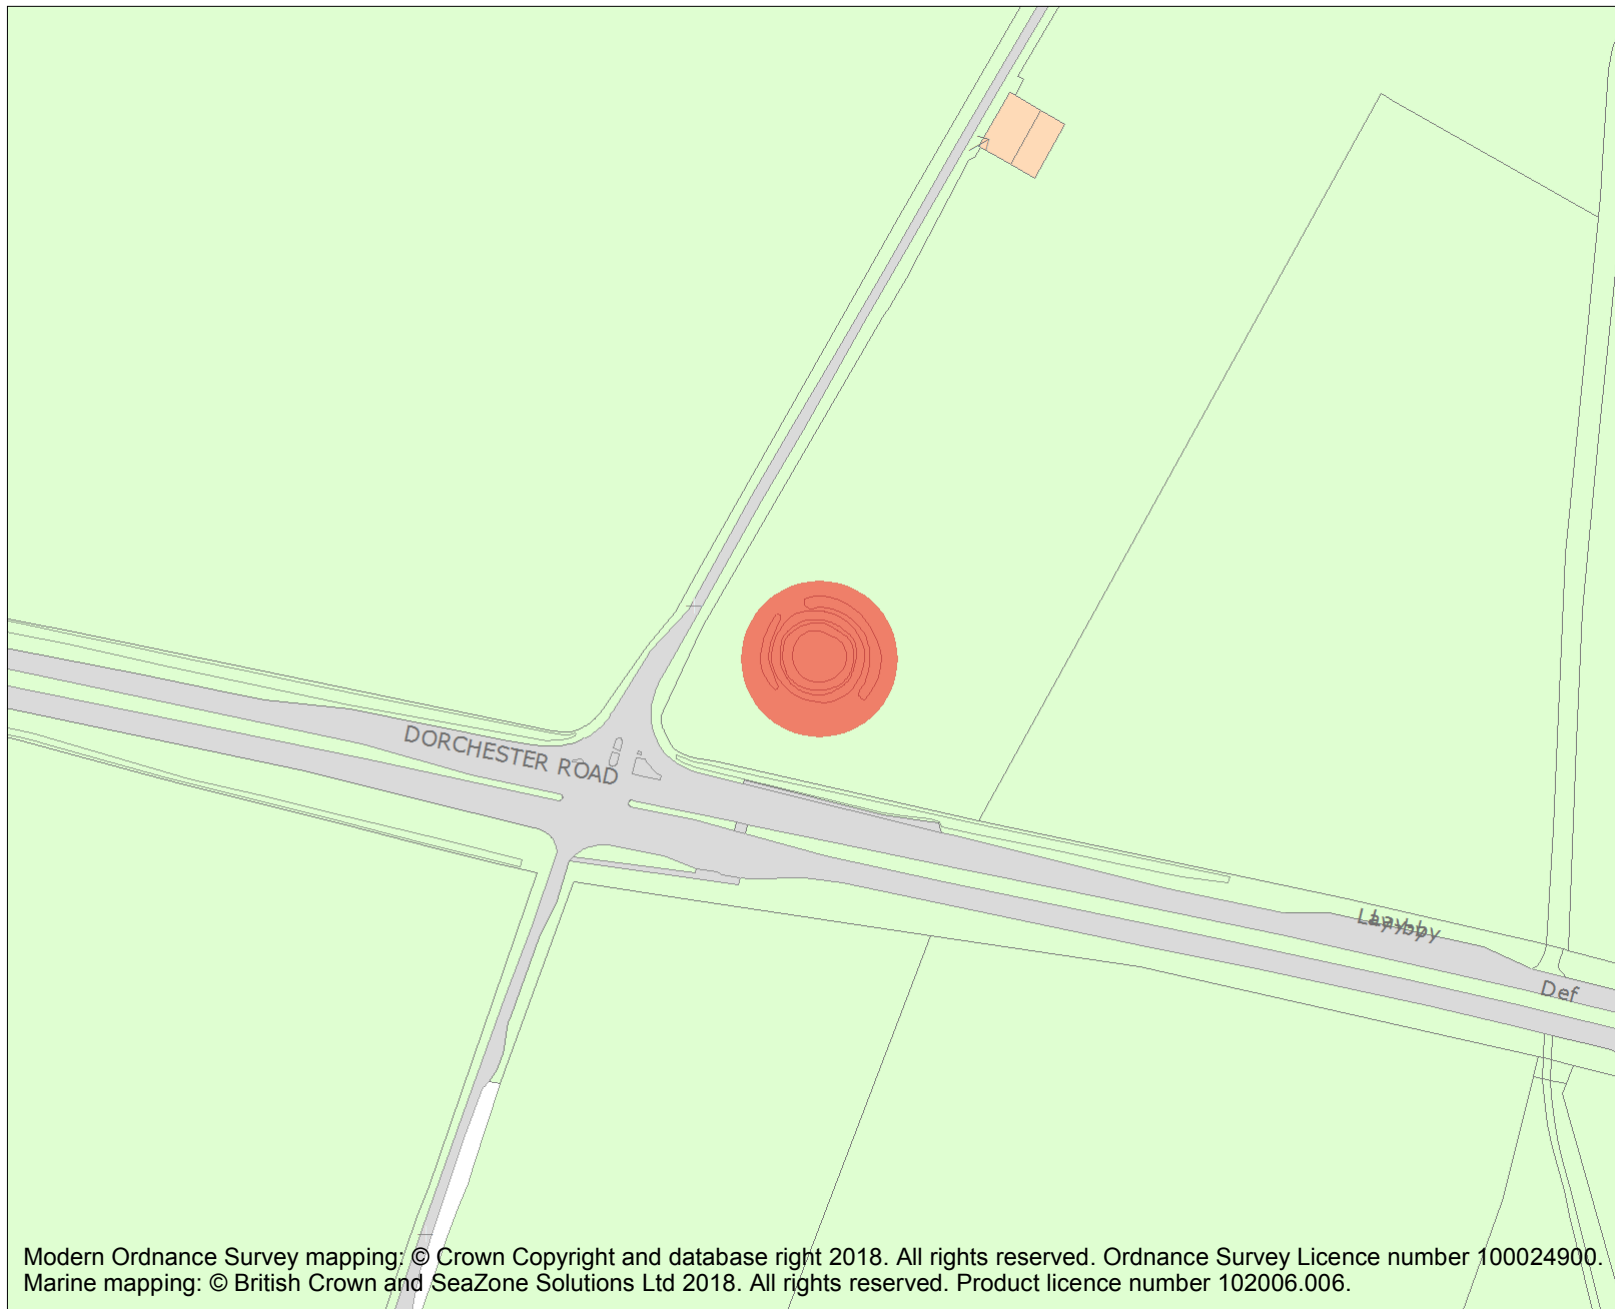 DORCHESTER ROAD
Def
Modern Ordnance Survey mapping: © Crown Copyright and database right 2018. All rights reserved. Ordnance Survey Licence number 100024900.
Marine mapping: © British Crown and SeaZone Solutions Ltd 2018. All rights reserved. Product licence number 102006.006.